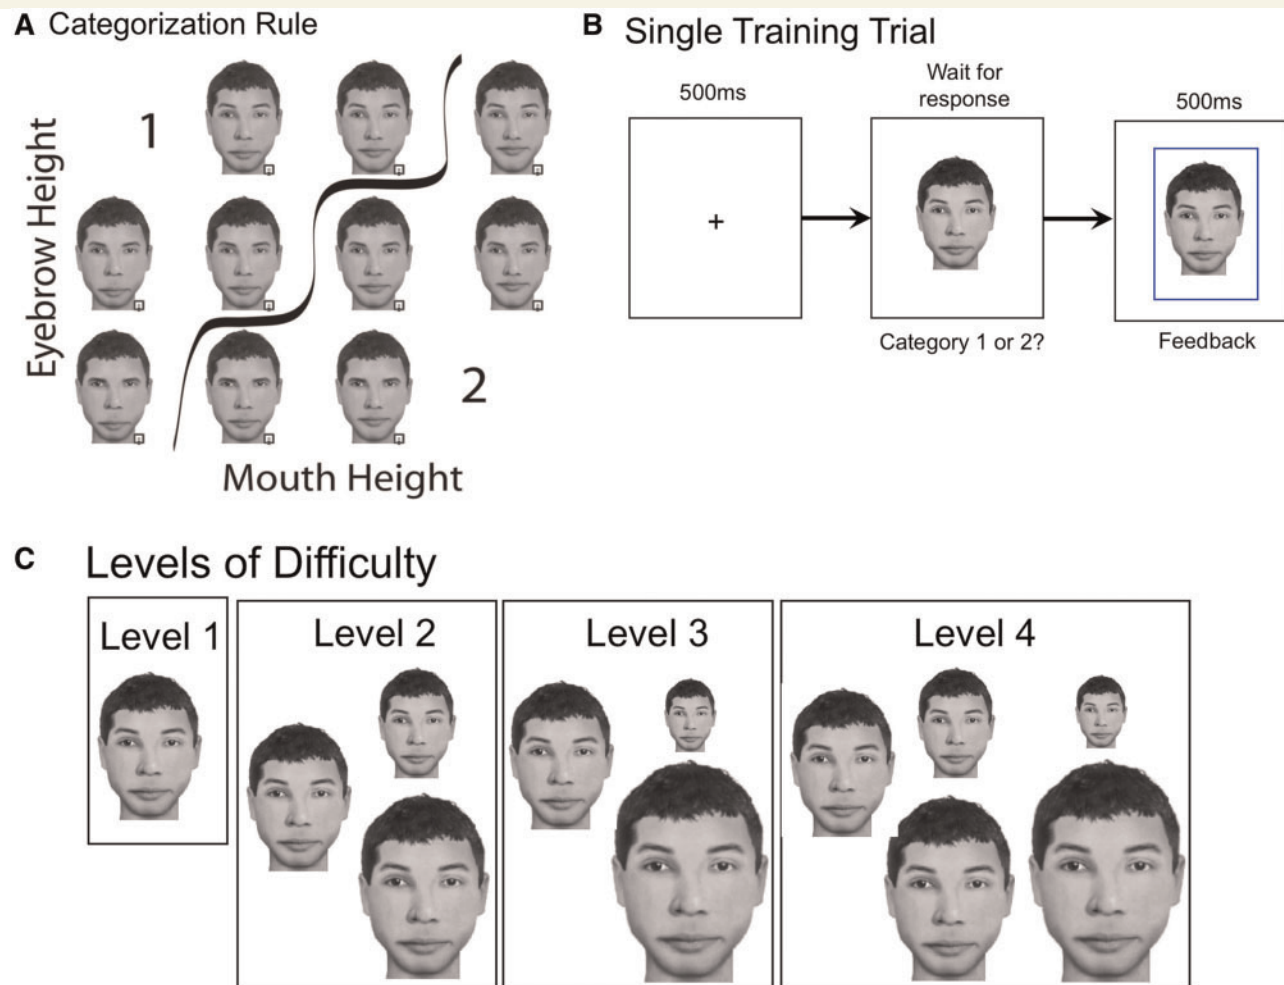 A Categorization Rule
1
2
Eyebrow Height
Mouth Height
B Single Training Trial
500ms
+
Wait for
response
Category 1 or 2?
500ms
Feedback
C Levels of Difficulty
Level 1
Level 2
Level 3
Level 4